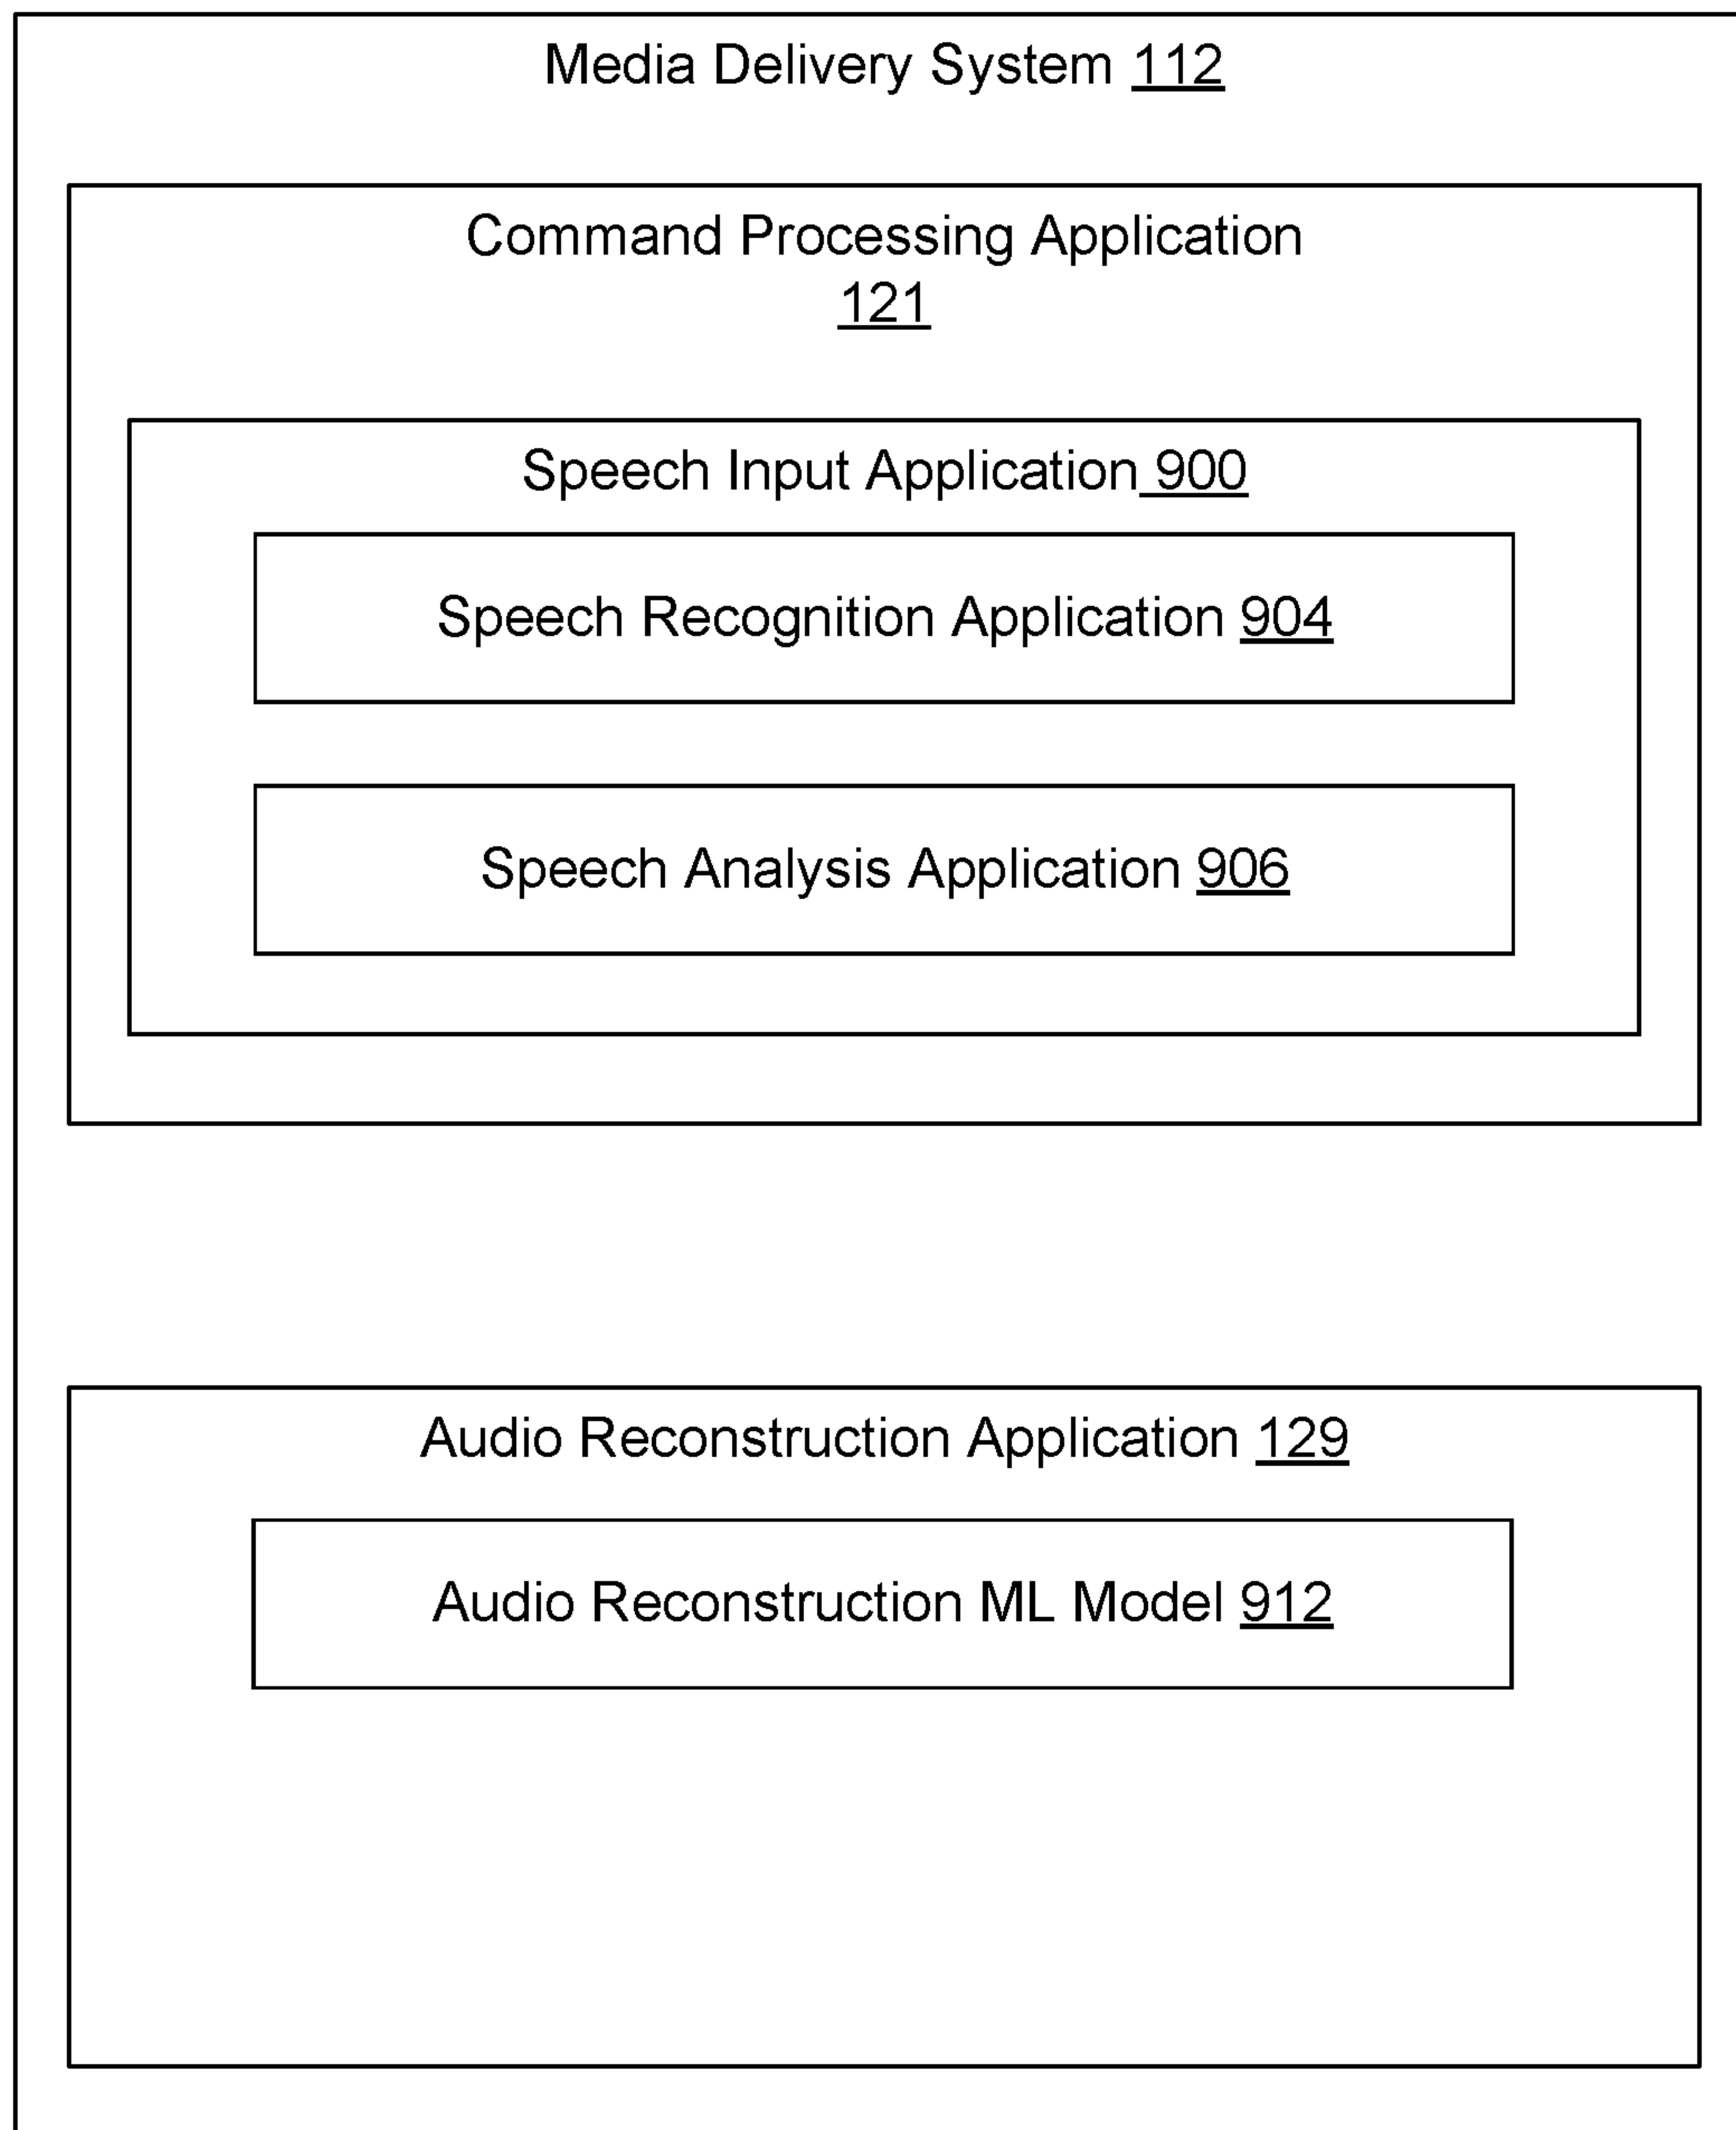 Media Delivery System 112
Command Processing Application
121
Speech Input Application 900
Speech Recognition Application 904
Speech Analysis Application 906
Audio Reconstruction Application 129
Audio Reconstruction ML Model 912